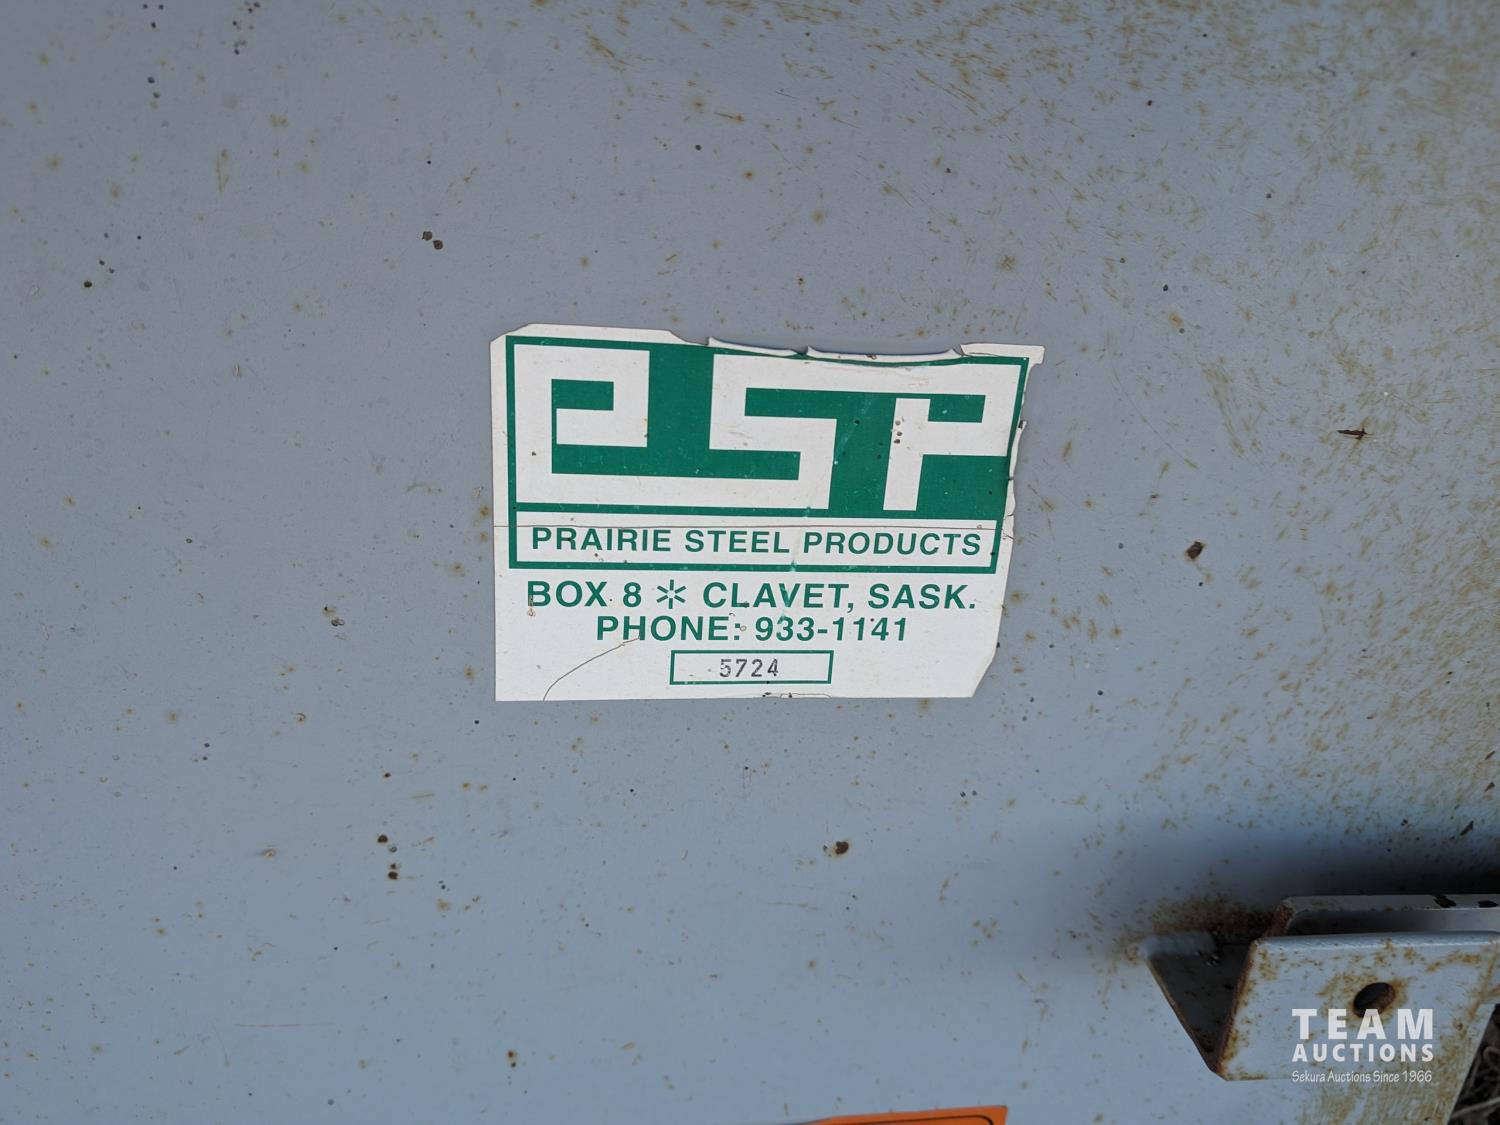 PSP
PRAIRIE STEEL PRODUCTS
BOX 8 * CLAVET, SASK.
PHONE: 933-1141
5724
TEAM
AUCTIONS
Sekura Auctions Since 1966